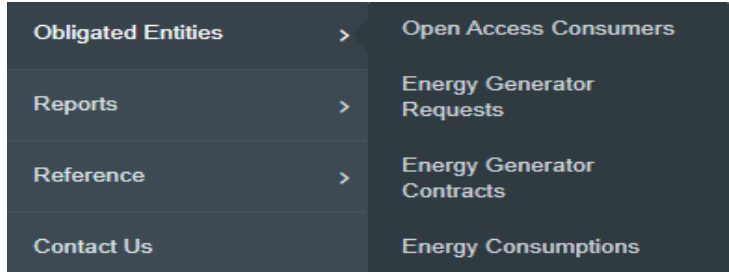 Obligated Entities
Reports
Reference
Contact Us
Open Access Consumers
Energy Generator
Requests
Energy Generator
Contracts
Energy Consumptions